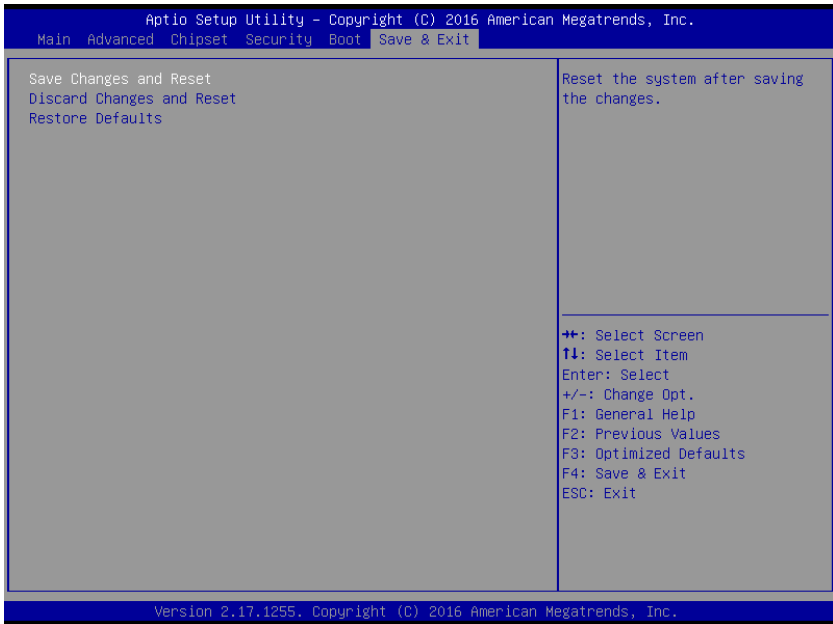 Aptio Setup Utility – Copyright (C) 2016 American Megatrends, Inc.
Main Advanced Chipset Security Boot Save & Exit
Save Changes and Reset
Discard Changes and Reset
Restore Defaults
Reset the system after saving
the changes.
→←: Select Screen
↑↓: Select Item
Enter: Select
+/-: Change Opt.
F1: General Help
F2: Previous Values
F3: Optimized Defaults
F4: Save & Exit
ESC: Exit
Version 2.17.1255. Copyright (C) 2016 American Megatrends, Inc.